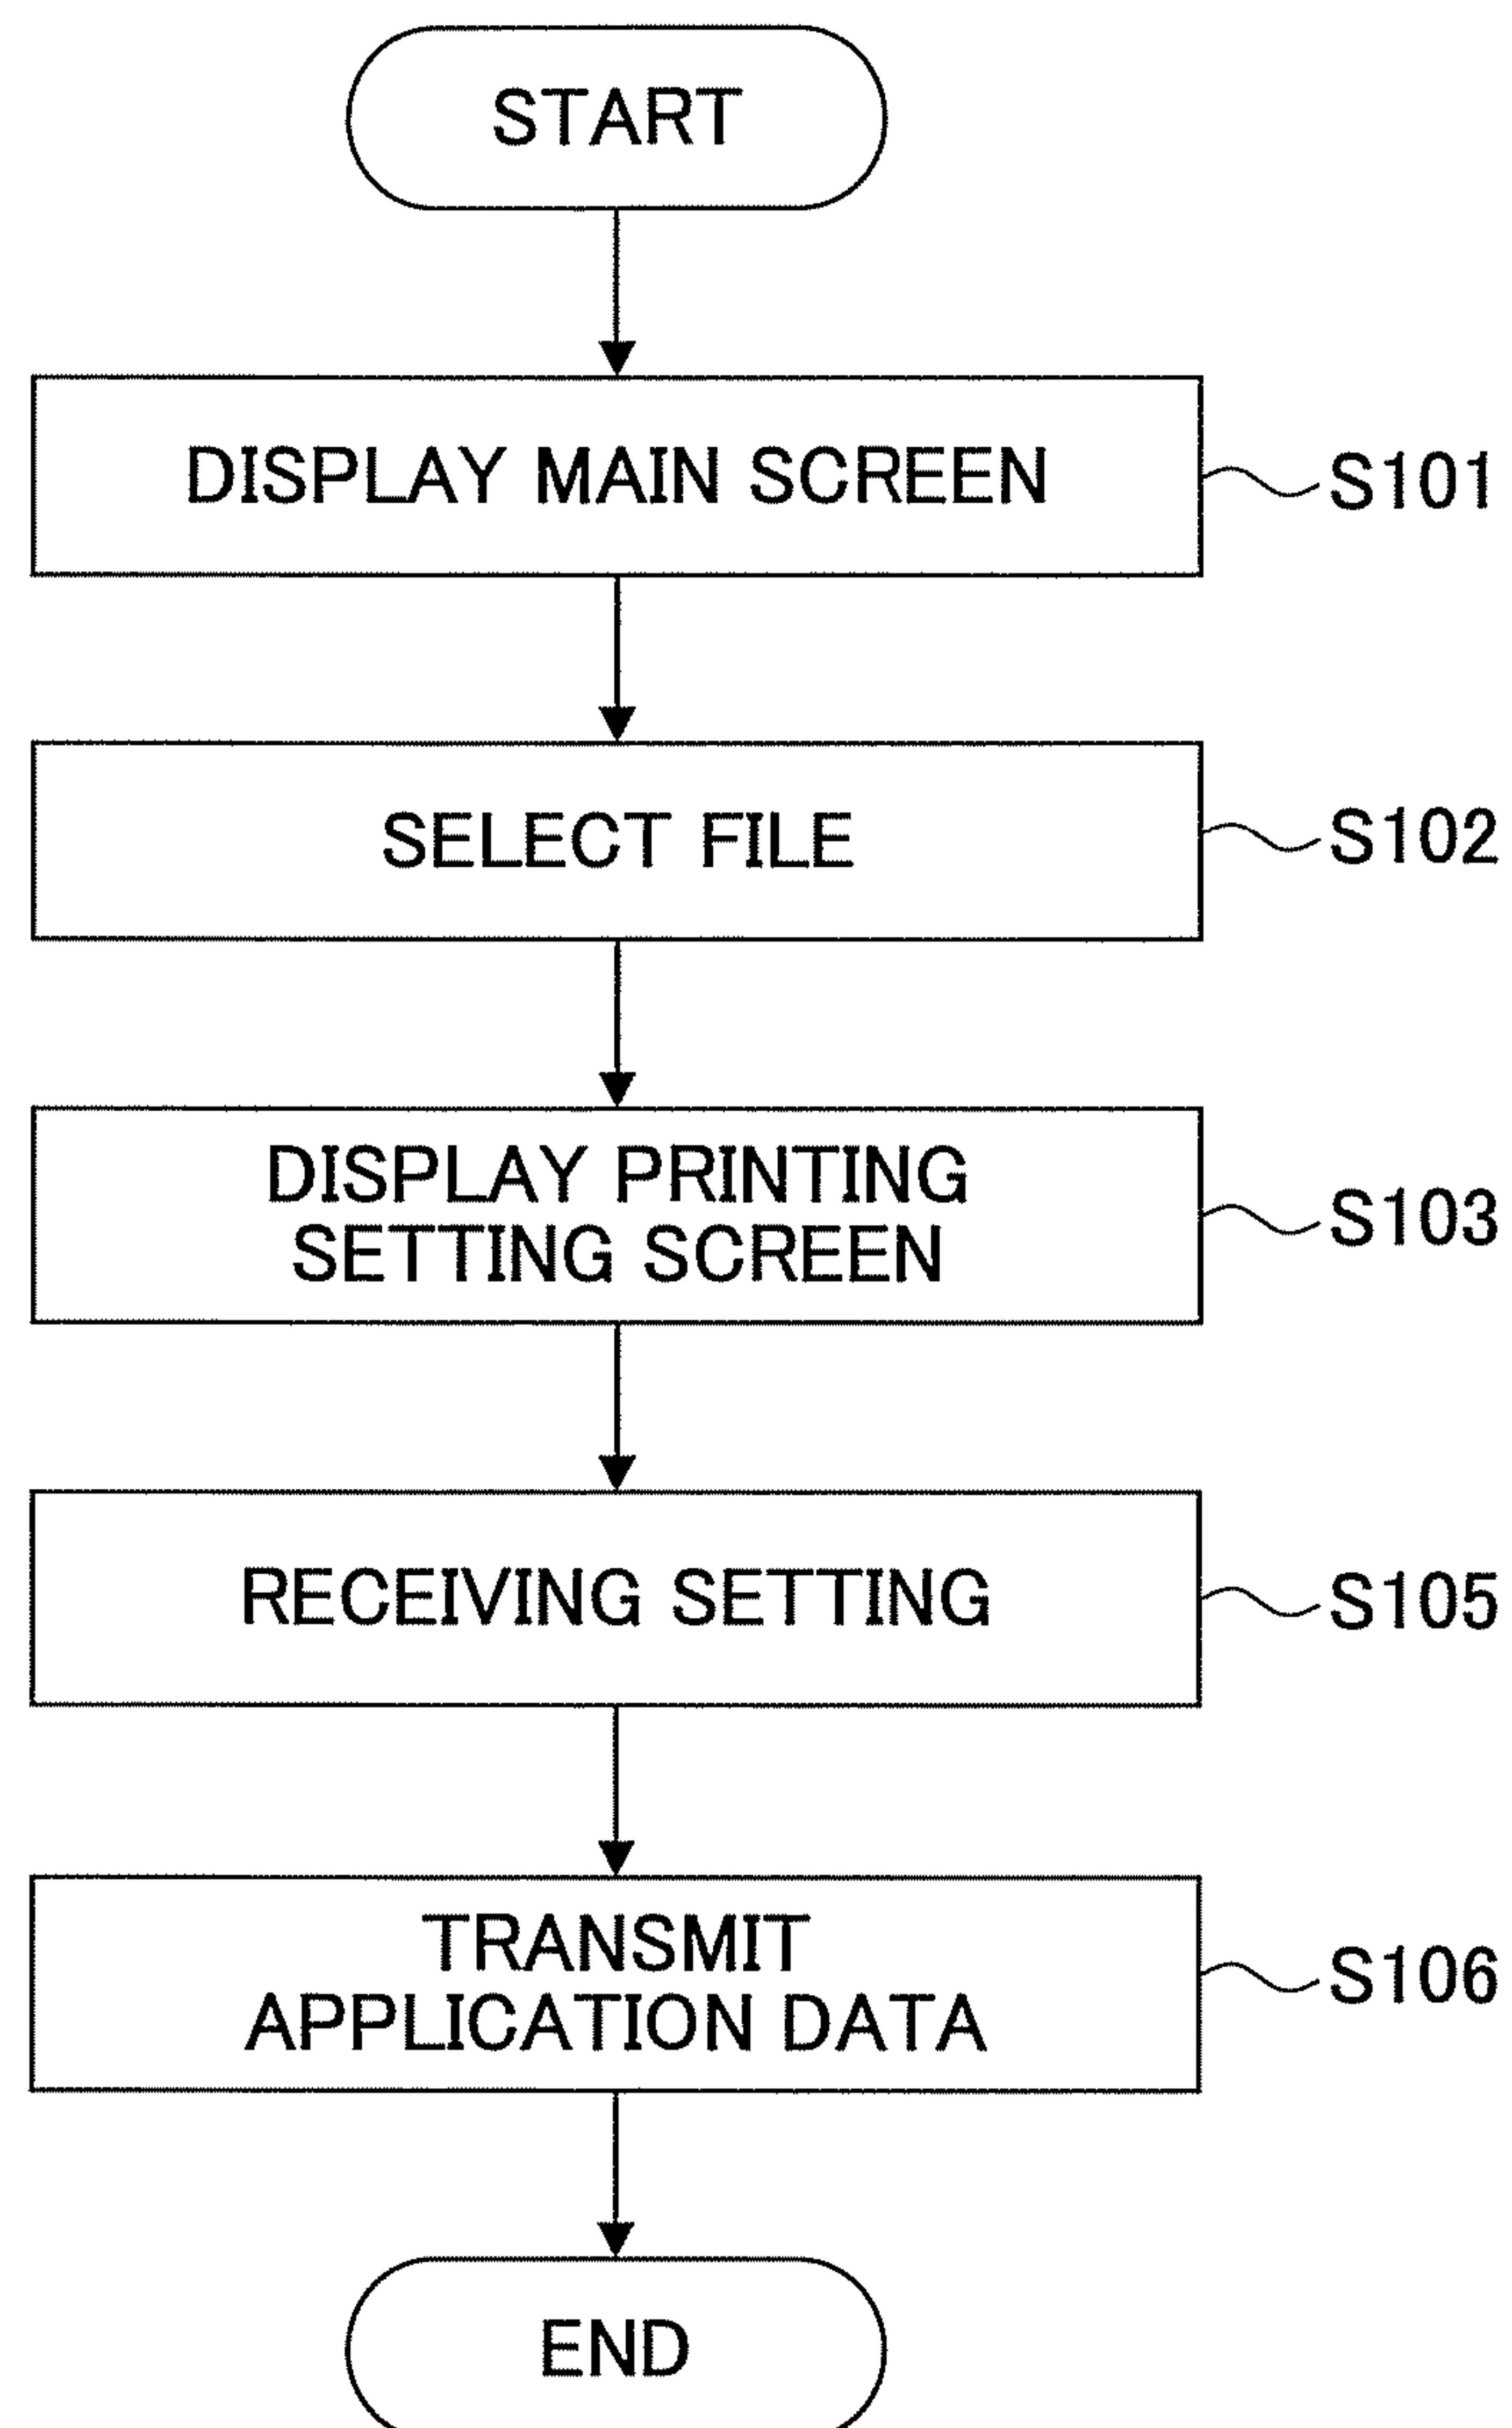 START
DISPLAY MAIN SCREEN
S101
SELECT FILE
S102
DISPLAY PRINTING
SETTING SCREEN
S103
RECEIVING SETTING
S105
TRANSMIT
APPLICATION DATA
S106
END